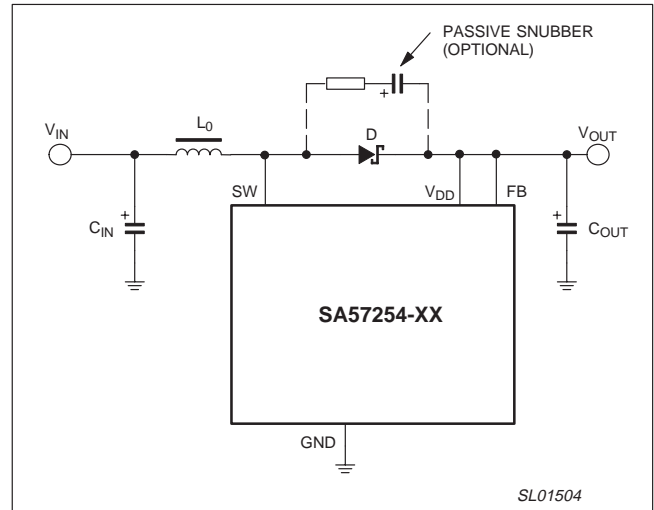 PASSIVE SNUBBER
(OPTIONAL)
+
V_IN
L_0
D
V_OUT
SW
V_DD
FB
+
C_IN
+
C_OUT
SA57254-XX
GND
SL01504